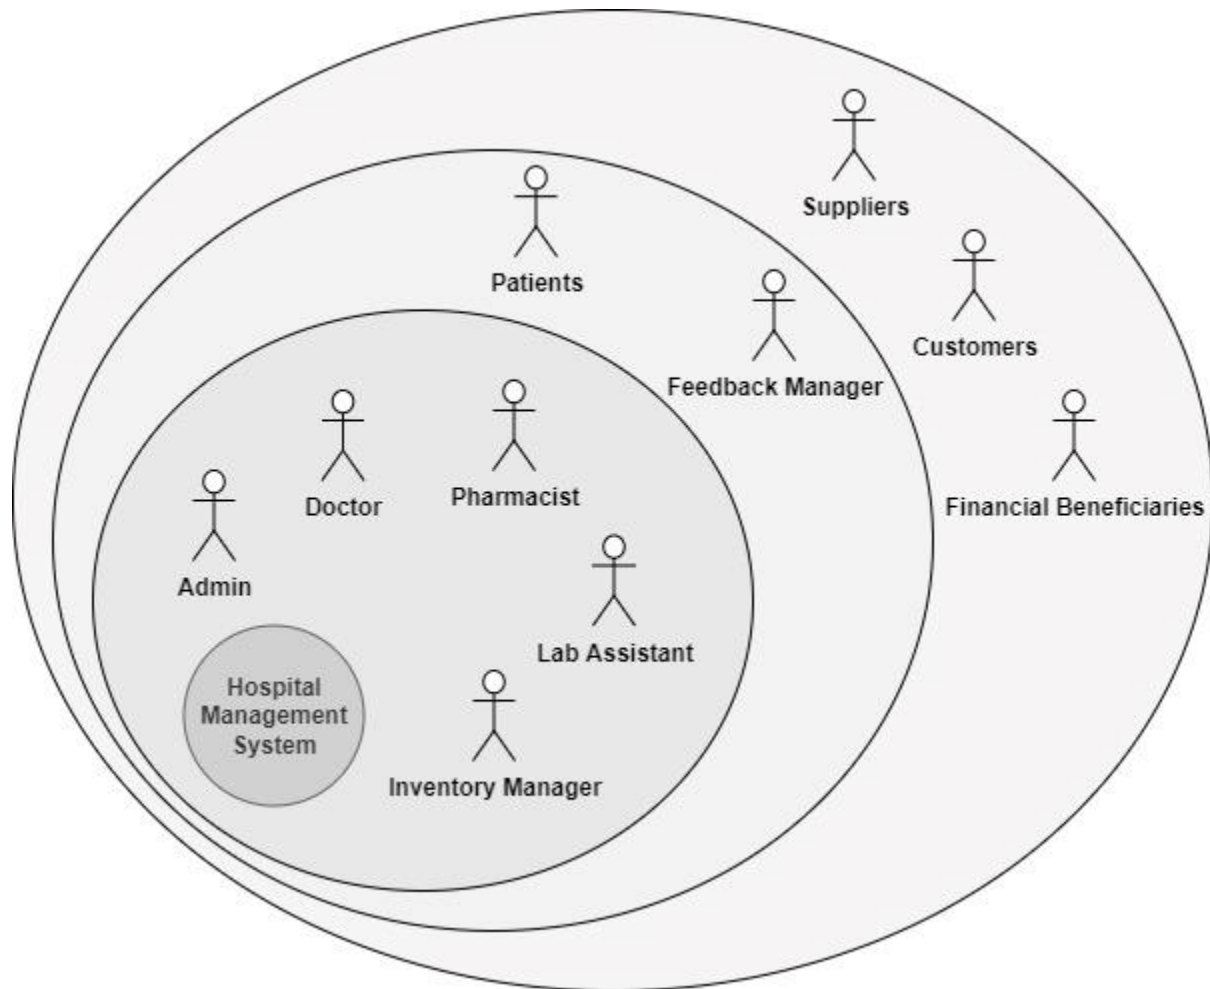 Suppliers
Patients
Customers
Feedback Manager
Doctor
Pharmacist
Financial Beneficiaries
Admin
Lab Assistant
Hospital
Management
System
Inventory Manager